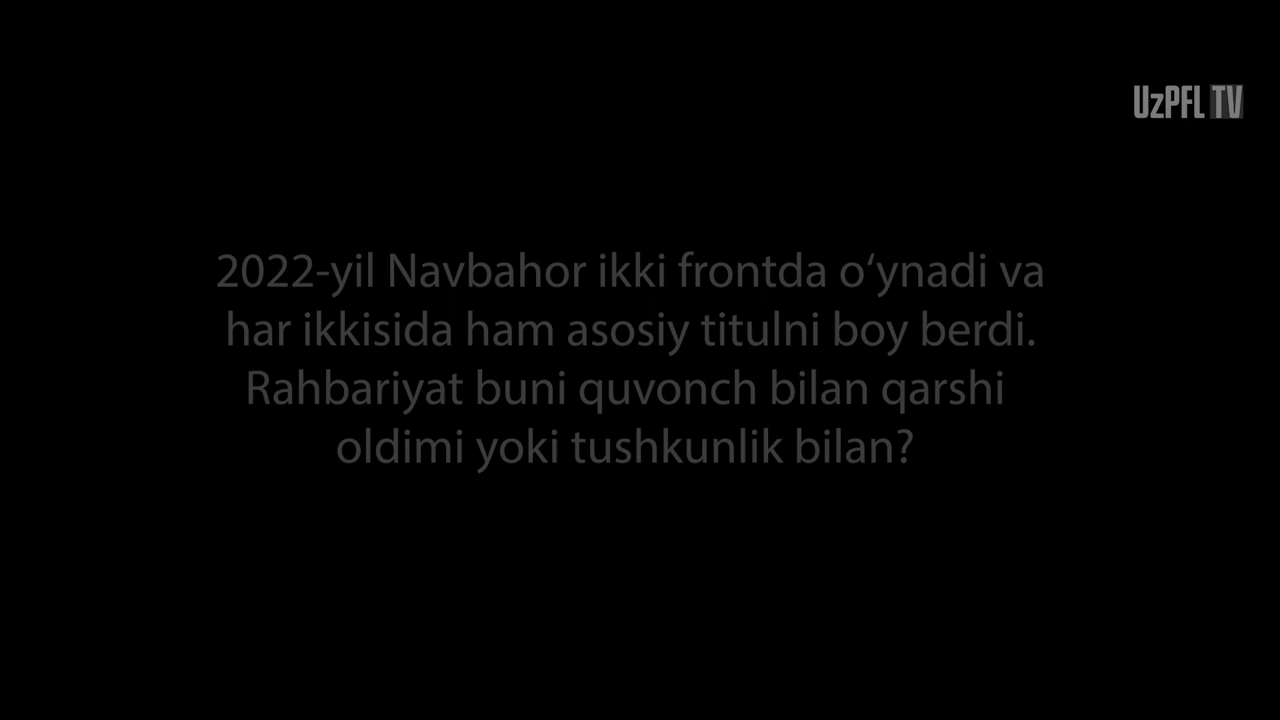 UzPFL TV
2022-yil Navbahor ikki frontda o‘ynadi va
har ikkisida ham asosiy titulni boy berdi.
Rahbariyat buni quvonch bilan qarshi
oldimi yoki tushkunlik bilan?